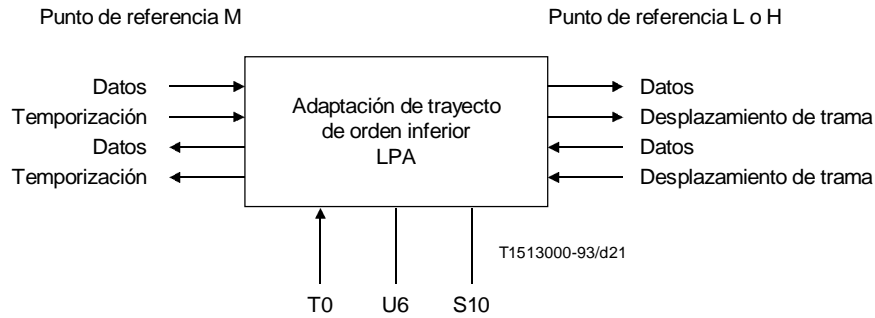 Punto de referencia M
Punto de referencia L o H
Datos
Temporización
Datos
Temporización
Adaptación de trayecto
de orden inferior
LPA
Datos
Desplazamiento de trama
Datos
Desplazamiento de trama
T1513000-93/d21
T0
U6
S10